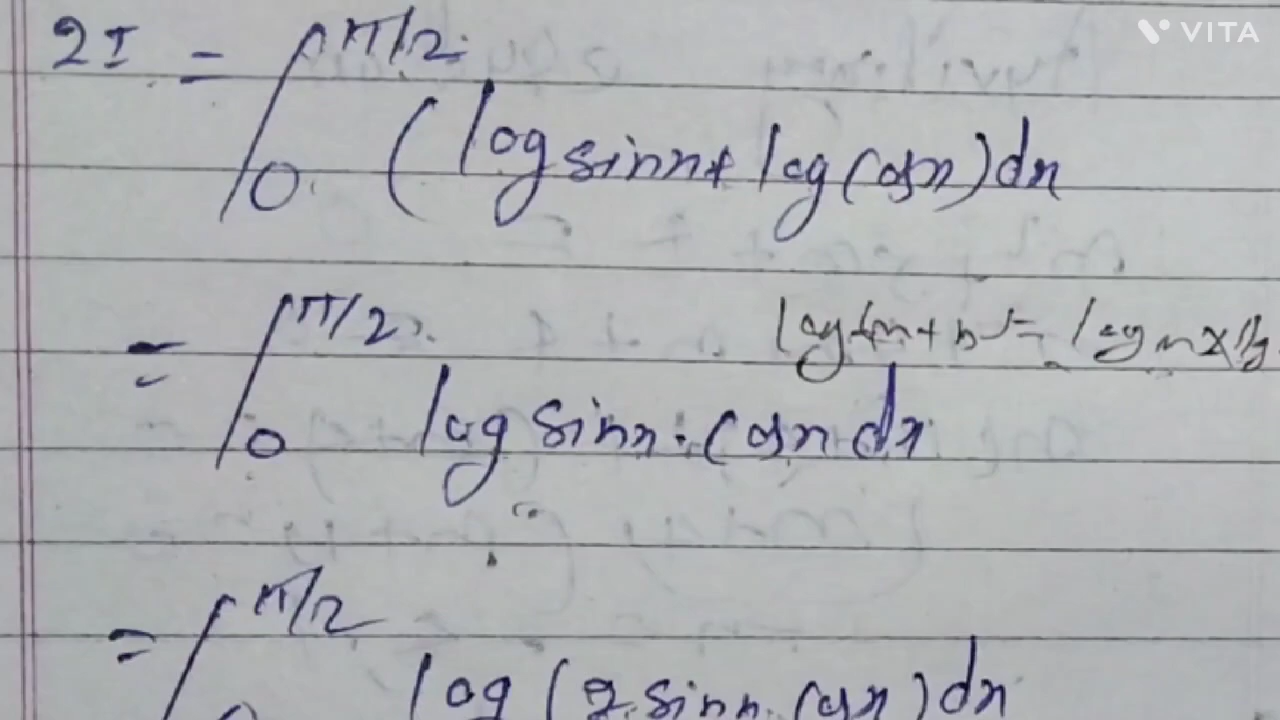 VITA
2I = ∫₀^π/2 (log sinx + log cosx) dx
log(m + n) = log m x
= ∫₀^π/2 log sinx . cosx dx
= ∫₀^π/2 log (2 sinx . cosx) dx